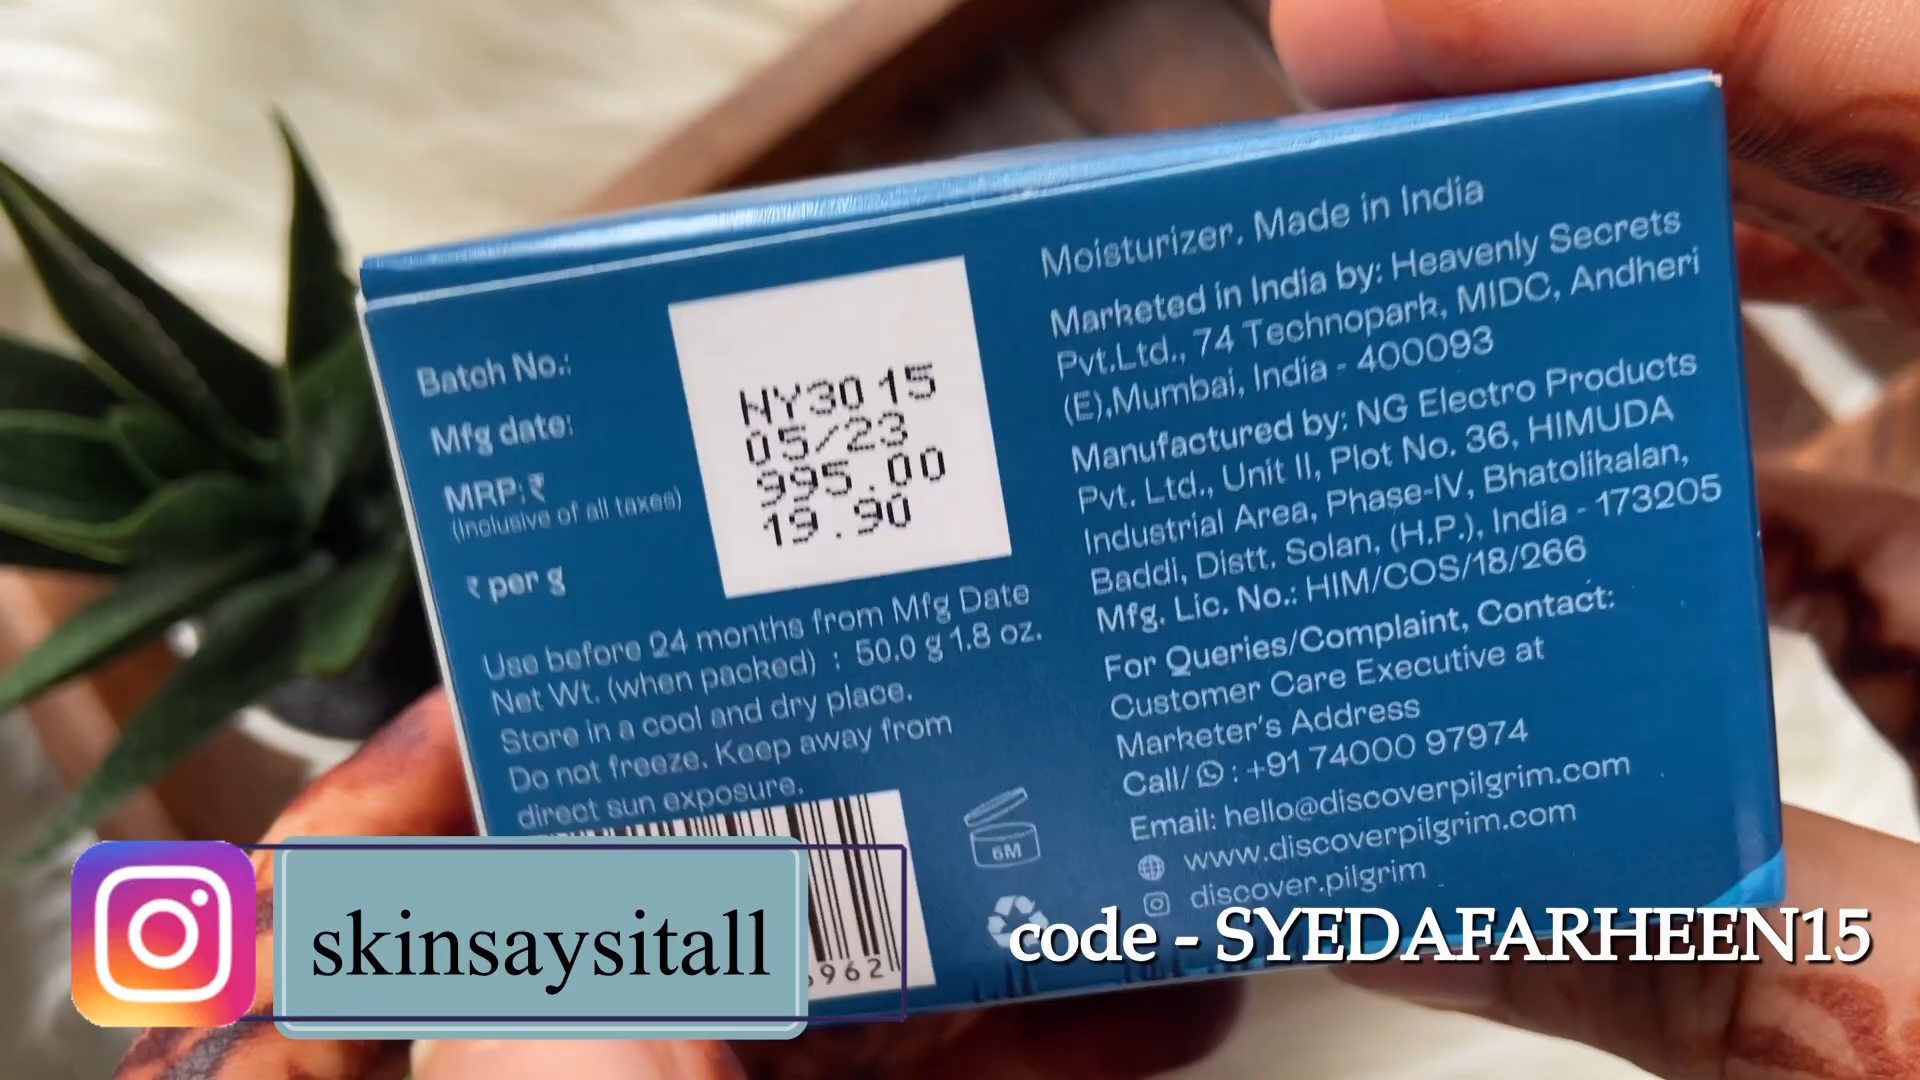 Batch No.:
Mfg date:
MRP:₹
(Inclusive of all taxes)
₹ per g
NY3015
05/23
995.00
19.90
Use before 24 months from Mfg Date
Net Wt. (when packed) : 50.0 g 1.8 oz.
Store in a cool and dry place.
Do not freeze. Keep away from
direct sun exposure.
Moisturizer. Made in India
Marketed in India by: Heavenly Secrets
Pvt.Ltd., 74 Technopark, MIDC, Andheri
(E),Mumbai, India - 400093
Manufactured by: NG Electro Products
Pvt. Ltd., Unit II, Plot No. 36, HIMUDA
Industrial Area, Phase-IV, Bhatolikalan,
Baddi, Distt. Solan, (H.P.), India - 173205
Mfg. Lic. No.: HIM/COS/18/266
For Queries/Complaint, Contact:
Customer Care Executive at
Marketer's Address
Call/ : +91 74000 97974
Email: hello@discoverpilgrim.com
www.discoverpilgrim.com
discover.pilgrim
6M
962
skinsaysitall
code - SYEDAFARHEEN15